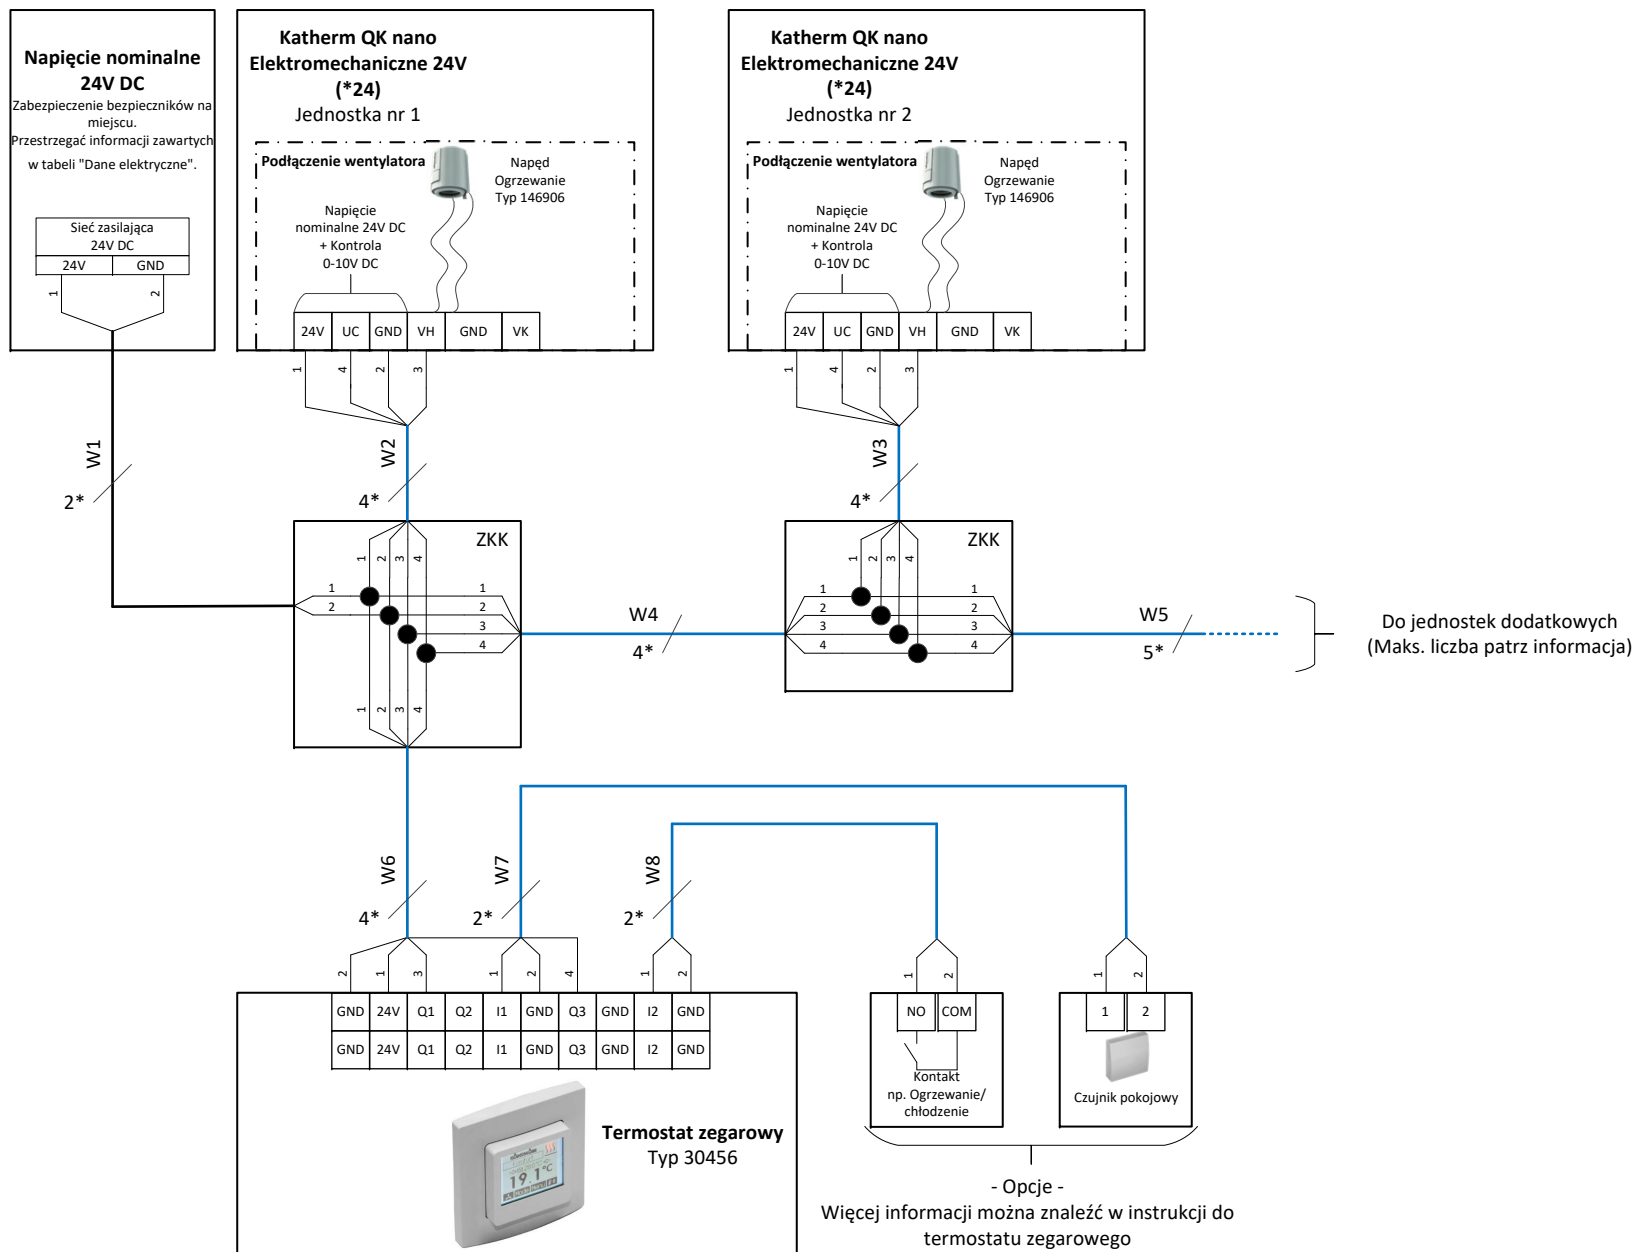 Napięcie nominalne
24V DC
Zabezpieczenie bezpieczników na
miejscu.
Przestrzegać informacji zawartych
w tabeli "Dane elektryczne".
Sieć zasilająca
24V DC
24V GND
1 2
Katherm QK nano
Elektromechaniczne 24V
(*24)
Jednostka nr 1
Podłączenie wentylatora
Napęd
Ogrzewanie
Typ 146906
Napięcie
nominalne 24V DC
+ Kontrola
0-10V DC
24V UC GND VH GND VK
1 4 2 3
Katherm QK nano
Elektromechaniczne 24V
(*24)
Jednostka nr 2
Podłączenie wentylatora
Napęd
Ogrzewanie
Typ 146906
Napięcie
nominalne 24V DC
+ Kontrola
0-10V DC
24V UC GND VH GND VK
1 4 2 3
W1
2*
W2
4*
W3
4*
ZKK
1 2 3 4
1
2
1
2
3
4
1 2 3 4
W4
4*
ZKK
1 2 3 4
1
2
3
4
1
2
3
4
W5
5*
Do jednostek dodatkowych
(Maks. liczba patrz informacja)
W6
4*
W7
2*
W8
2*
2 1 3 1 2 4 1 2
GND 24V Q1 Q2 I1 GND Q3 GND I2 GND
GND 24V Q1 Q2 I1 GND Q3 GND I2 GND
19.1°C
Termostat zegarowy
Typ 30456
1 2
NO COM
Kontakt
np. Ogrzewanie/
chłodzenie
1 2
1 2
Czujnik pokojowy
- Opcje -
Więcej informacji można znaleźć w instrukcji do
termostatu zegarowego